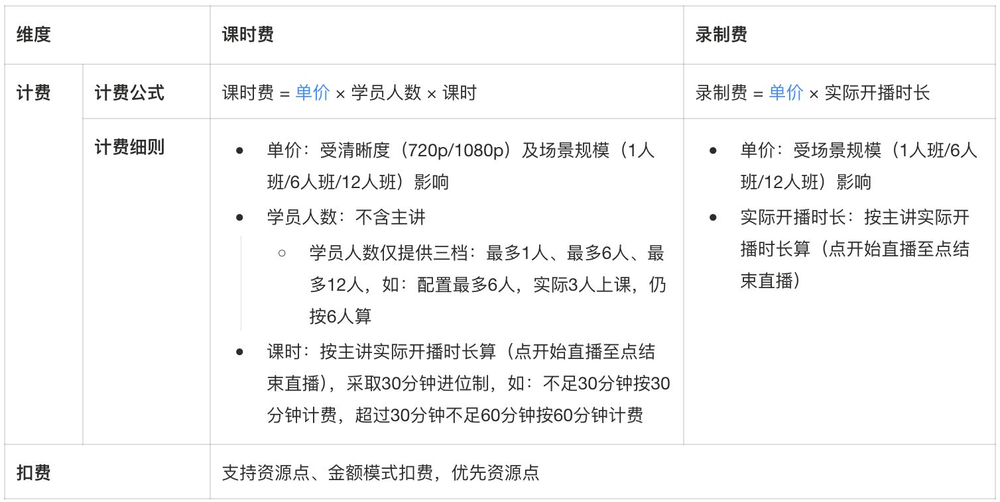 维度
课时费
录制费
计费
计费公式
课时费 = 单价 × 学员人数 × 课时
录制费 = 单价 × 实际开播时长
计费细则
• 单价：受清晰度（720p/1080p）及场景规模（1人
班/6人班/12人班）影响
• 学员人数：不含主讲
○ 学员人数仅提供三档：最多1人、最多6人、最
多12人，如：配置最多6人，实际3人上课，仍
按6人算
• 课时：按主讲实际开播时长算（点开始直播至点结
束直播），采取30分钟进位制，如：不足30分钟按30
分钟计费，超过30分钟不足60分钟按60分钟计费
• 单价：受场景规模（1人班/6人
班/12人班）影响
• 实际开播时长：按主讲实际开
播时长算（点开始直播至点结
束直播）
扣费
支持资源点、金额模式扣费，优先资源点